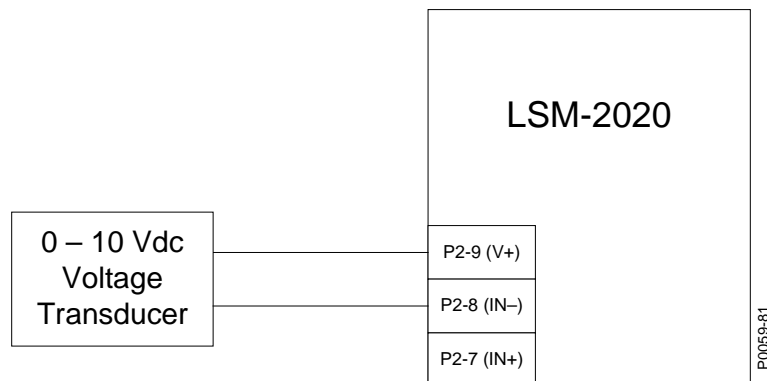 LSM-2020
0 – 10 Vdc
Voltage
Transducer
P2-9 (V+)
P2-8 (IN–)
P2-7 (IN+)
P0059-81